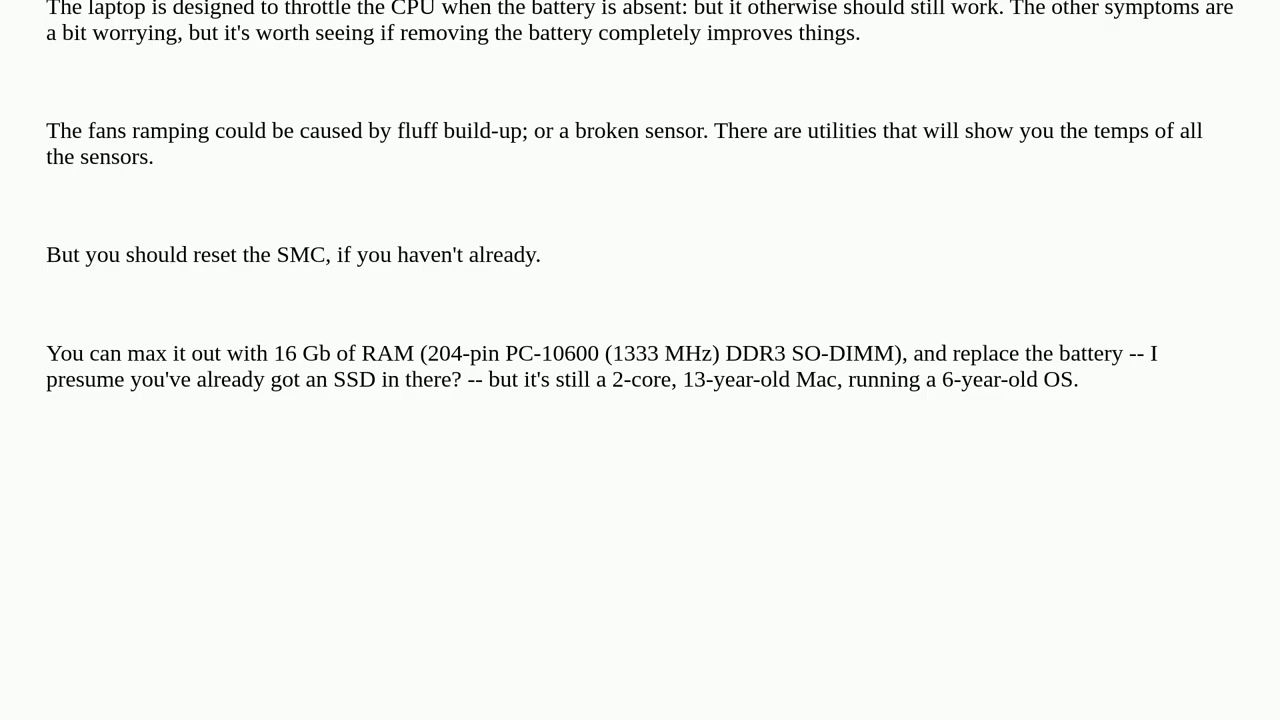 The laptop is designed to throttle the CPU when the battery is absent: but it otherwise should still work. The other symptoms are
a bit worrying, but it's worth seeing if removing the battery completely improves things.
The fans ramping could be caused by fluff build-up; or a broken sensor. There are utilities that will show you the temps of all
the sensors.
But you should reset the SMC, if you haven't already.
You can max it out with 16 Gb of RAM (204-pin PC-10600 (1333 MHz) DDR3 SO-DIMM), and replace the battery -- I
presume you've already got an SSD in there? -- but it's still a 2-core, 13-year-old Mac, running a 6-year-old OS.